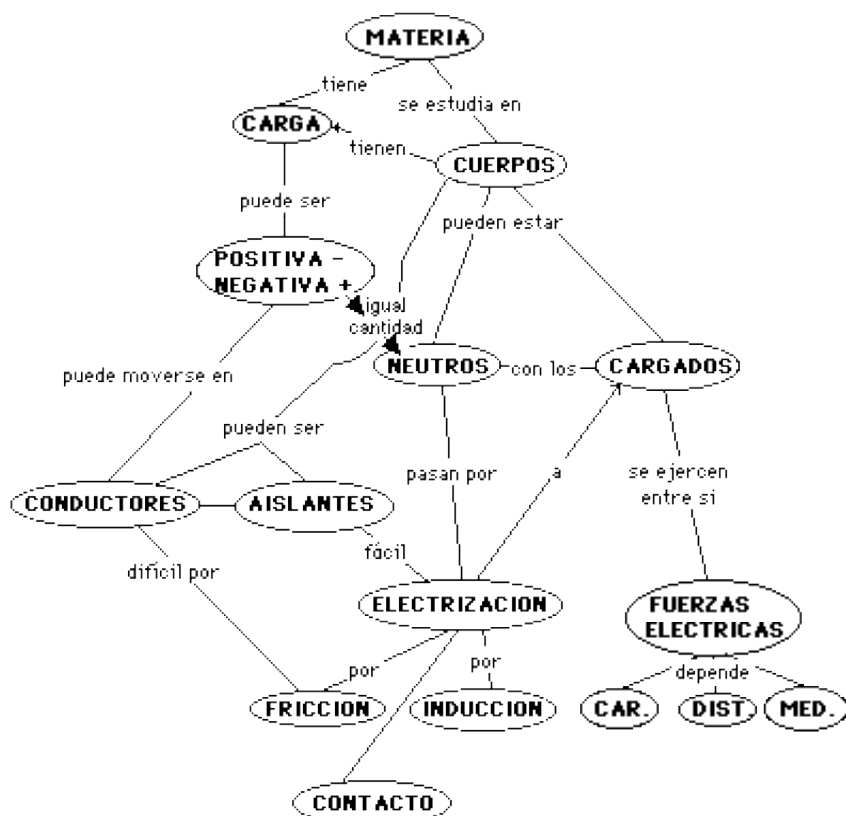 MATERIA
tiene
se estudia en
CARGA
tienen
CUERPOS
puede ser
pueden estar
POSITIVA -
NEGATIVA +
igual
cantidad
NEUTROS
con los
CARGADOS
puede moverse en
pueden ser
pasan por
a
se ejercen
entre si
CONDUCTORES
AISLANTES
fácil
difícil por
ELECTRIZACION
FUERZAS
ELECTRICAS
por
por
depende
FRICCION
INDUCCION
CAR.
DIST.
MED.
CONTACTO